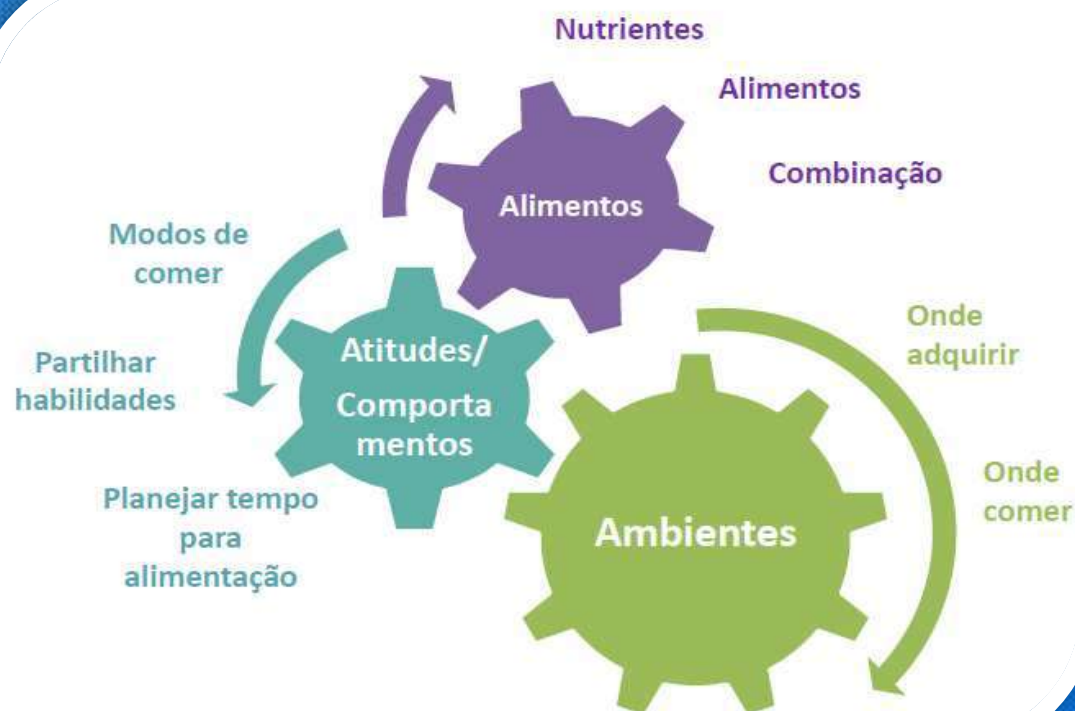 Nutrientes
Alimentos
Combinação
Alimentos
Modos de
comer
Partilhar
habilidades
Planejar tempo
para
alimentação
Atitudes/
Comporta
mentos
Onde
adquirir
Onde
comer
Ambientes